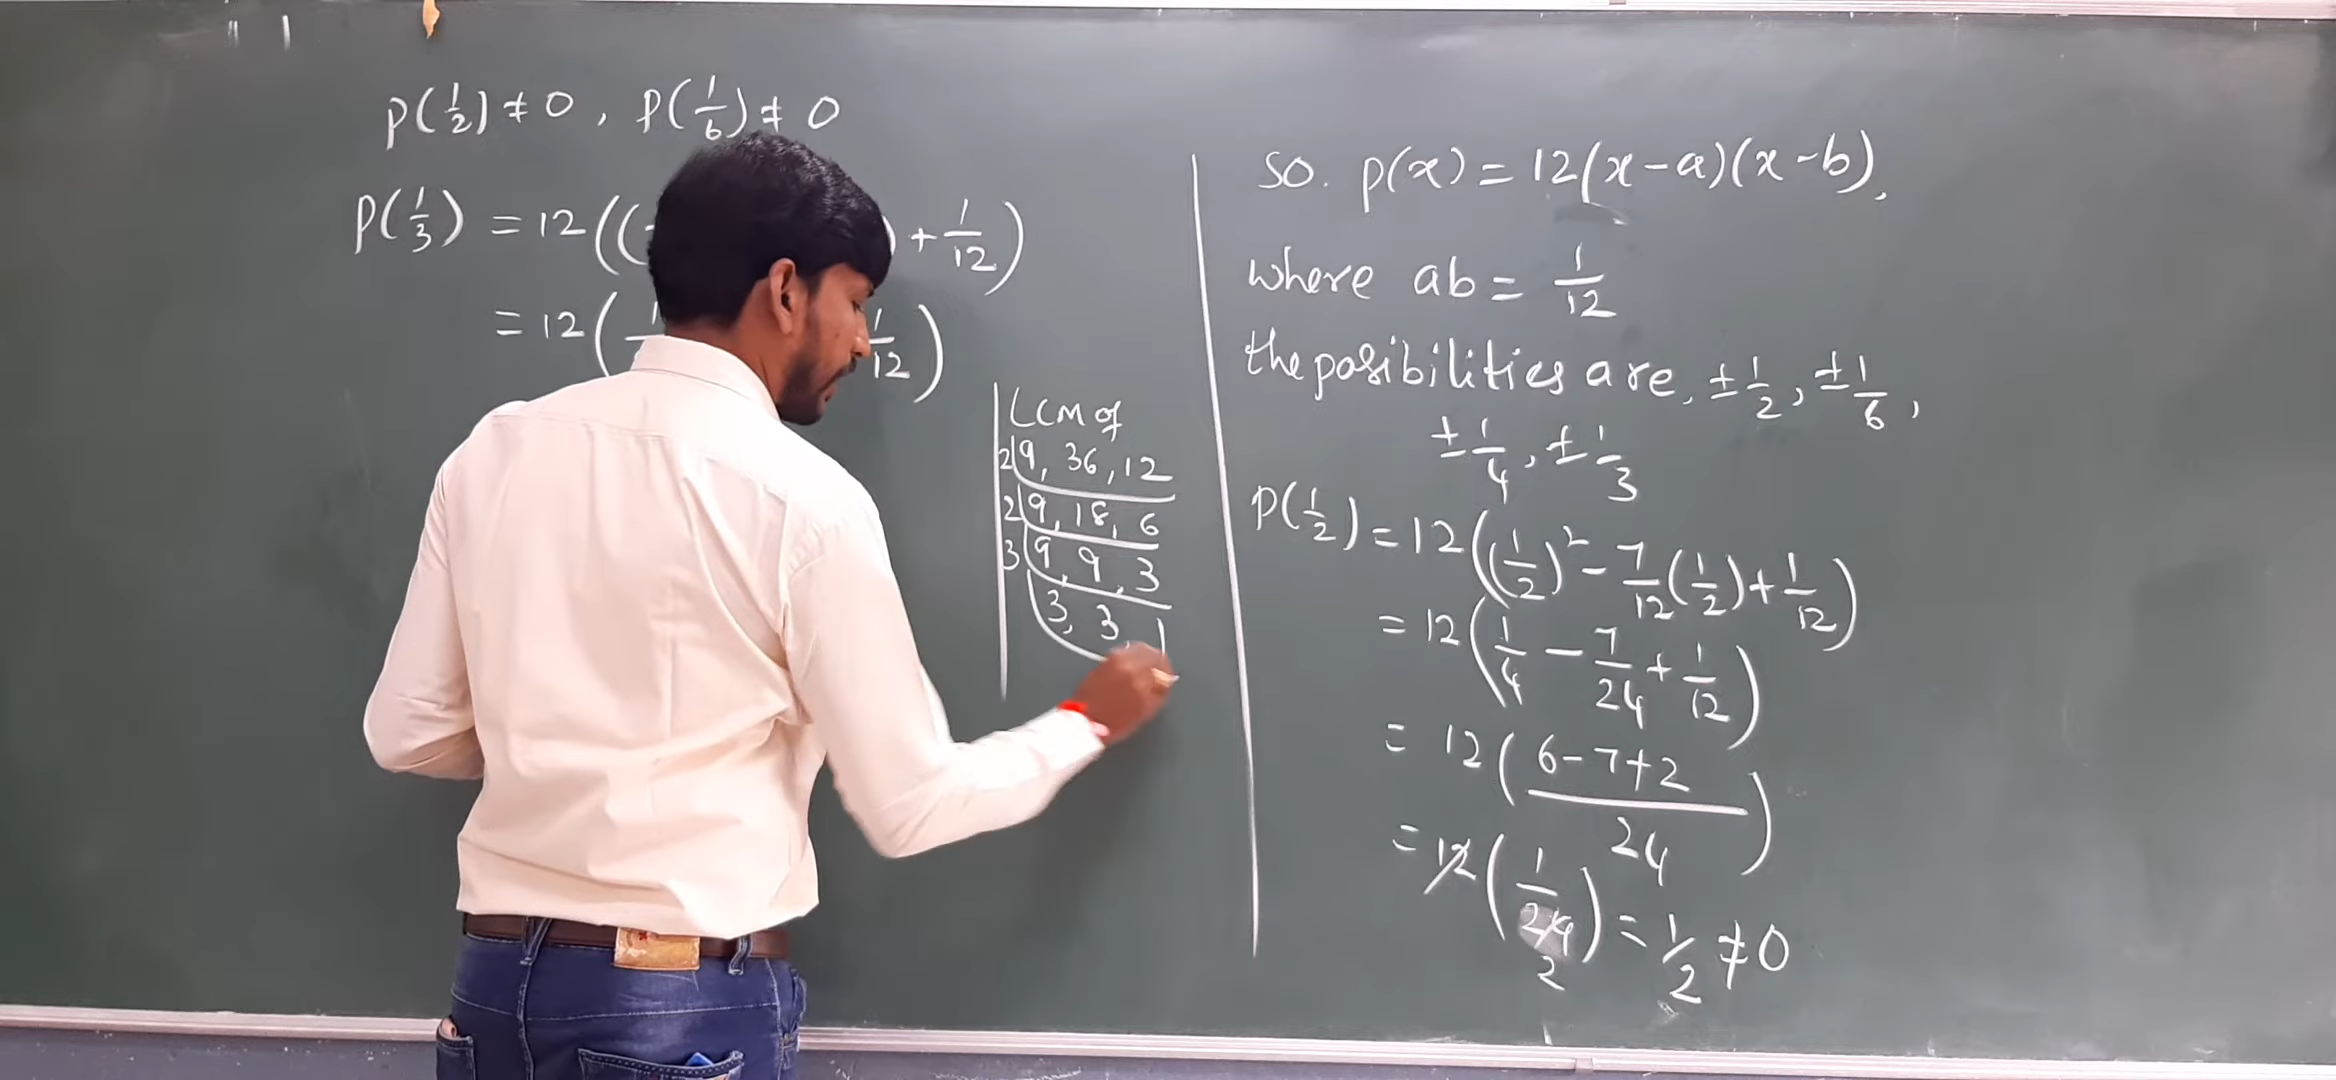 P(1/2) ≠ 0, P(1/6) ≠ 0
P(1/3) = 12(( + 1/12)
= 12(1/12)
LCM of
2|9, 36, 12
2|9, 18, 6
3|9, 9, 3
3, 3, 1
so. p(x) = 12(x-a)(x-b),
where ab = 1/12
the posibilities are, ±1/2, ±1/6,
±1/4, ±1/3
P(1/2) = 12((1/2)² - 7/12(1/2) + 1/12)
= 12(1/4 - 7/24 + 1/12)
= 12(6-7+2/24)
= 12(1/24) 2 = 1/2 ≠ 0